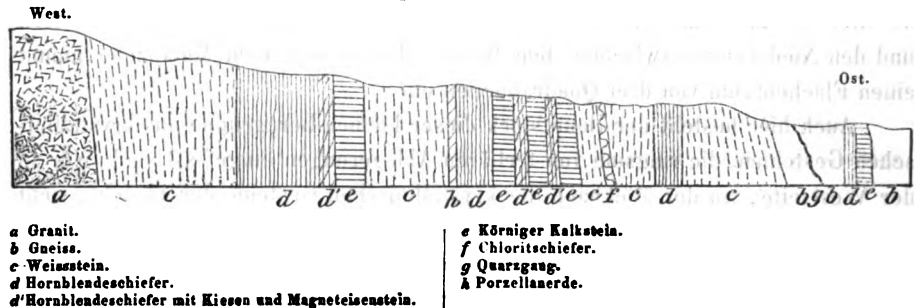 West.
Ost.
a c d d' e c h d e d' e d' e c f c d c b g b d' e b
a Granit.
b Gneiss.
c Weissstein.
d Hornblendeschiefer.
d' Hornblendeschiefer mit Kiesen und Magneteisenstein.
e Körniger Kalkstein.
f Chloritschiefer.
g Quarzgang.
h Porzellanerde.